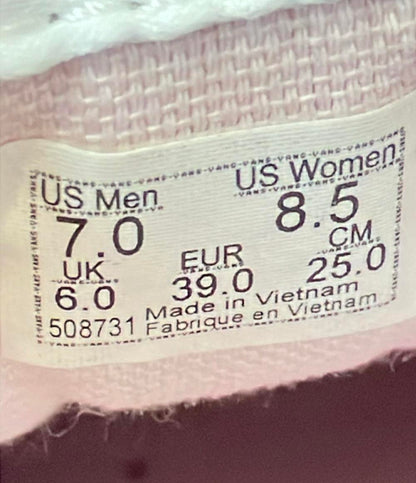 US Men US Women
7.0 8.5
UK EUR CM
6.0 39.0 25.0
508731 Made in Vietnam
Fabrique en Vietnam